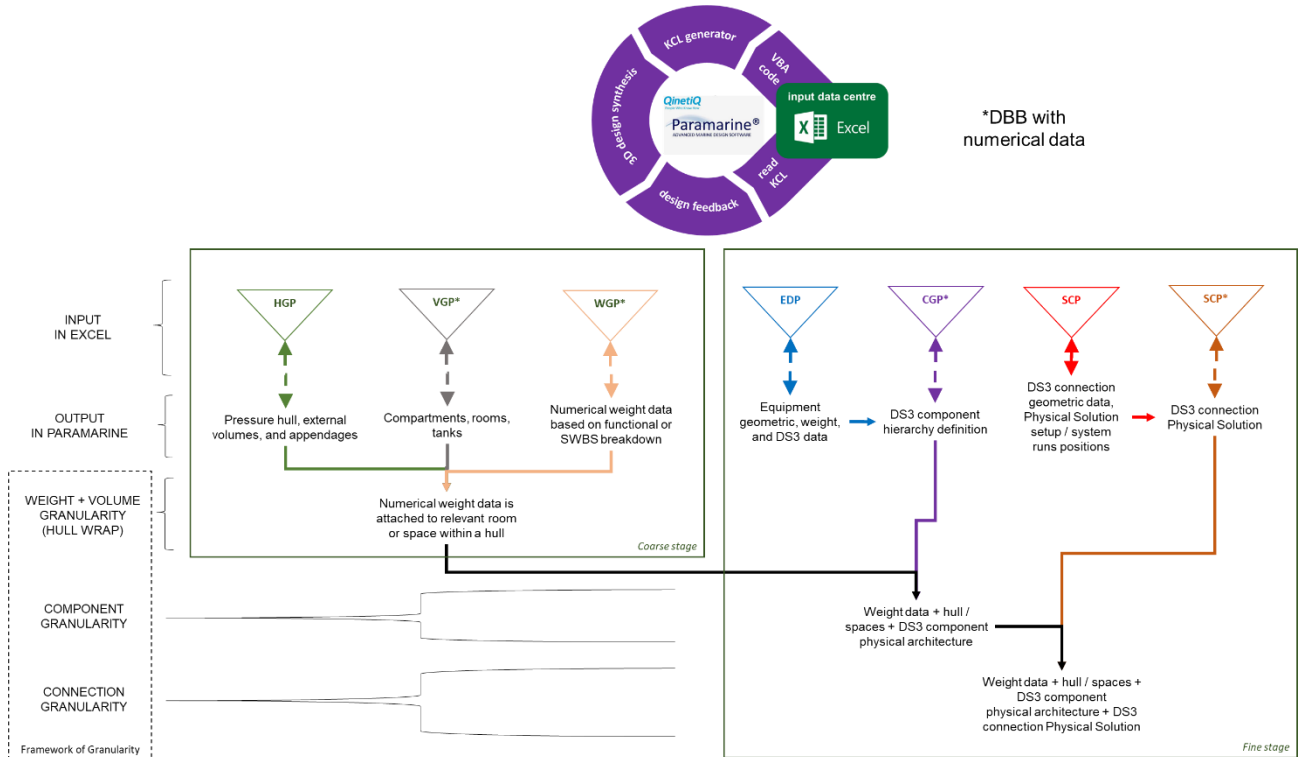 KCL generator
VBA
code
3D design synthesis
QinetiQ
Paramarine®
ADVANCED MARINE DESIGN SOFTWARE
input data centre
X
Excel
read
KCL
design feedback
*DBB with
numerical data
INPUT
IN EXCEL
HGP
VGP*
WGP*
EDP
CGP*
SCP
SCP*
OUTPUT
IN PARAMARINE
Pressure hull, external
volumes, and appendages
Compartments, rooms,
tanks
Numerical weight data
based on functional or
SWBS breakdown
Equipment
geometric, weight,
and DS3 data
DS3 component
hierarchy definition
DS3 connection
geometric data,
Physical Solution
setup / system
runs positions
DS3 connection
Physical Solution
WEIGHT + VOLUME
GRANULARITY
(HULL WRAP)
Numerical weight data is
attached to relevant room
or space within a hull
Coarse stage
COMPONENT
GRANULARITY
Weight data + hull /
spaces + DS3 component
physical architecture
CONNECTION
GRANULARITY
Weight data + hull / spaces +
DS3 component
physical architecture + DS3
connection Physical Solution
Framework of Granularity
Fine stage